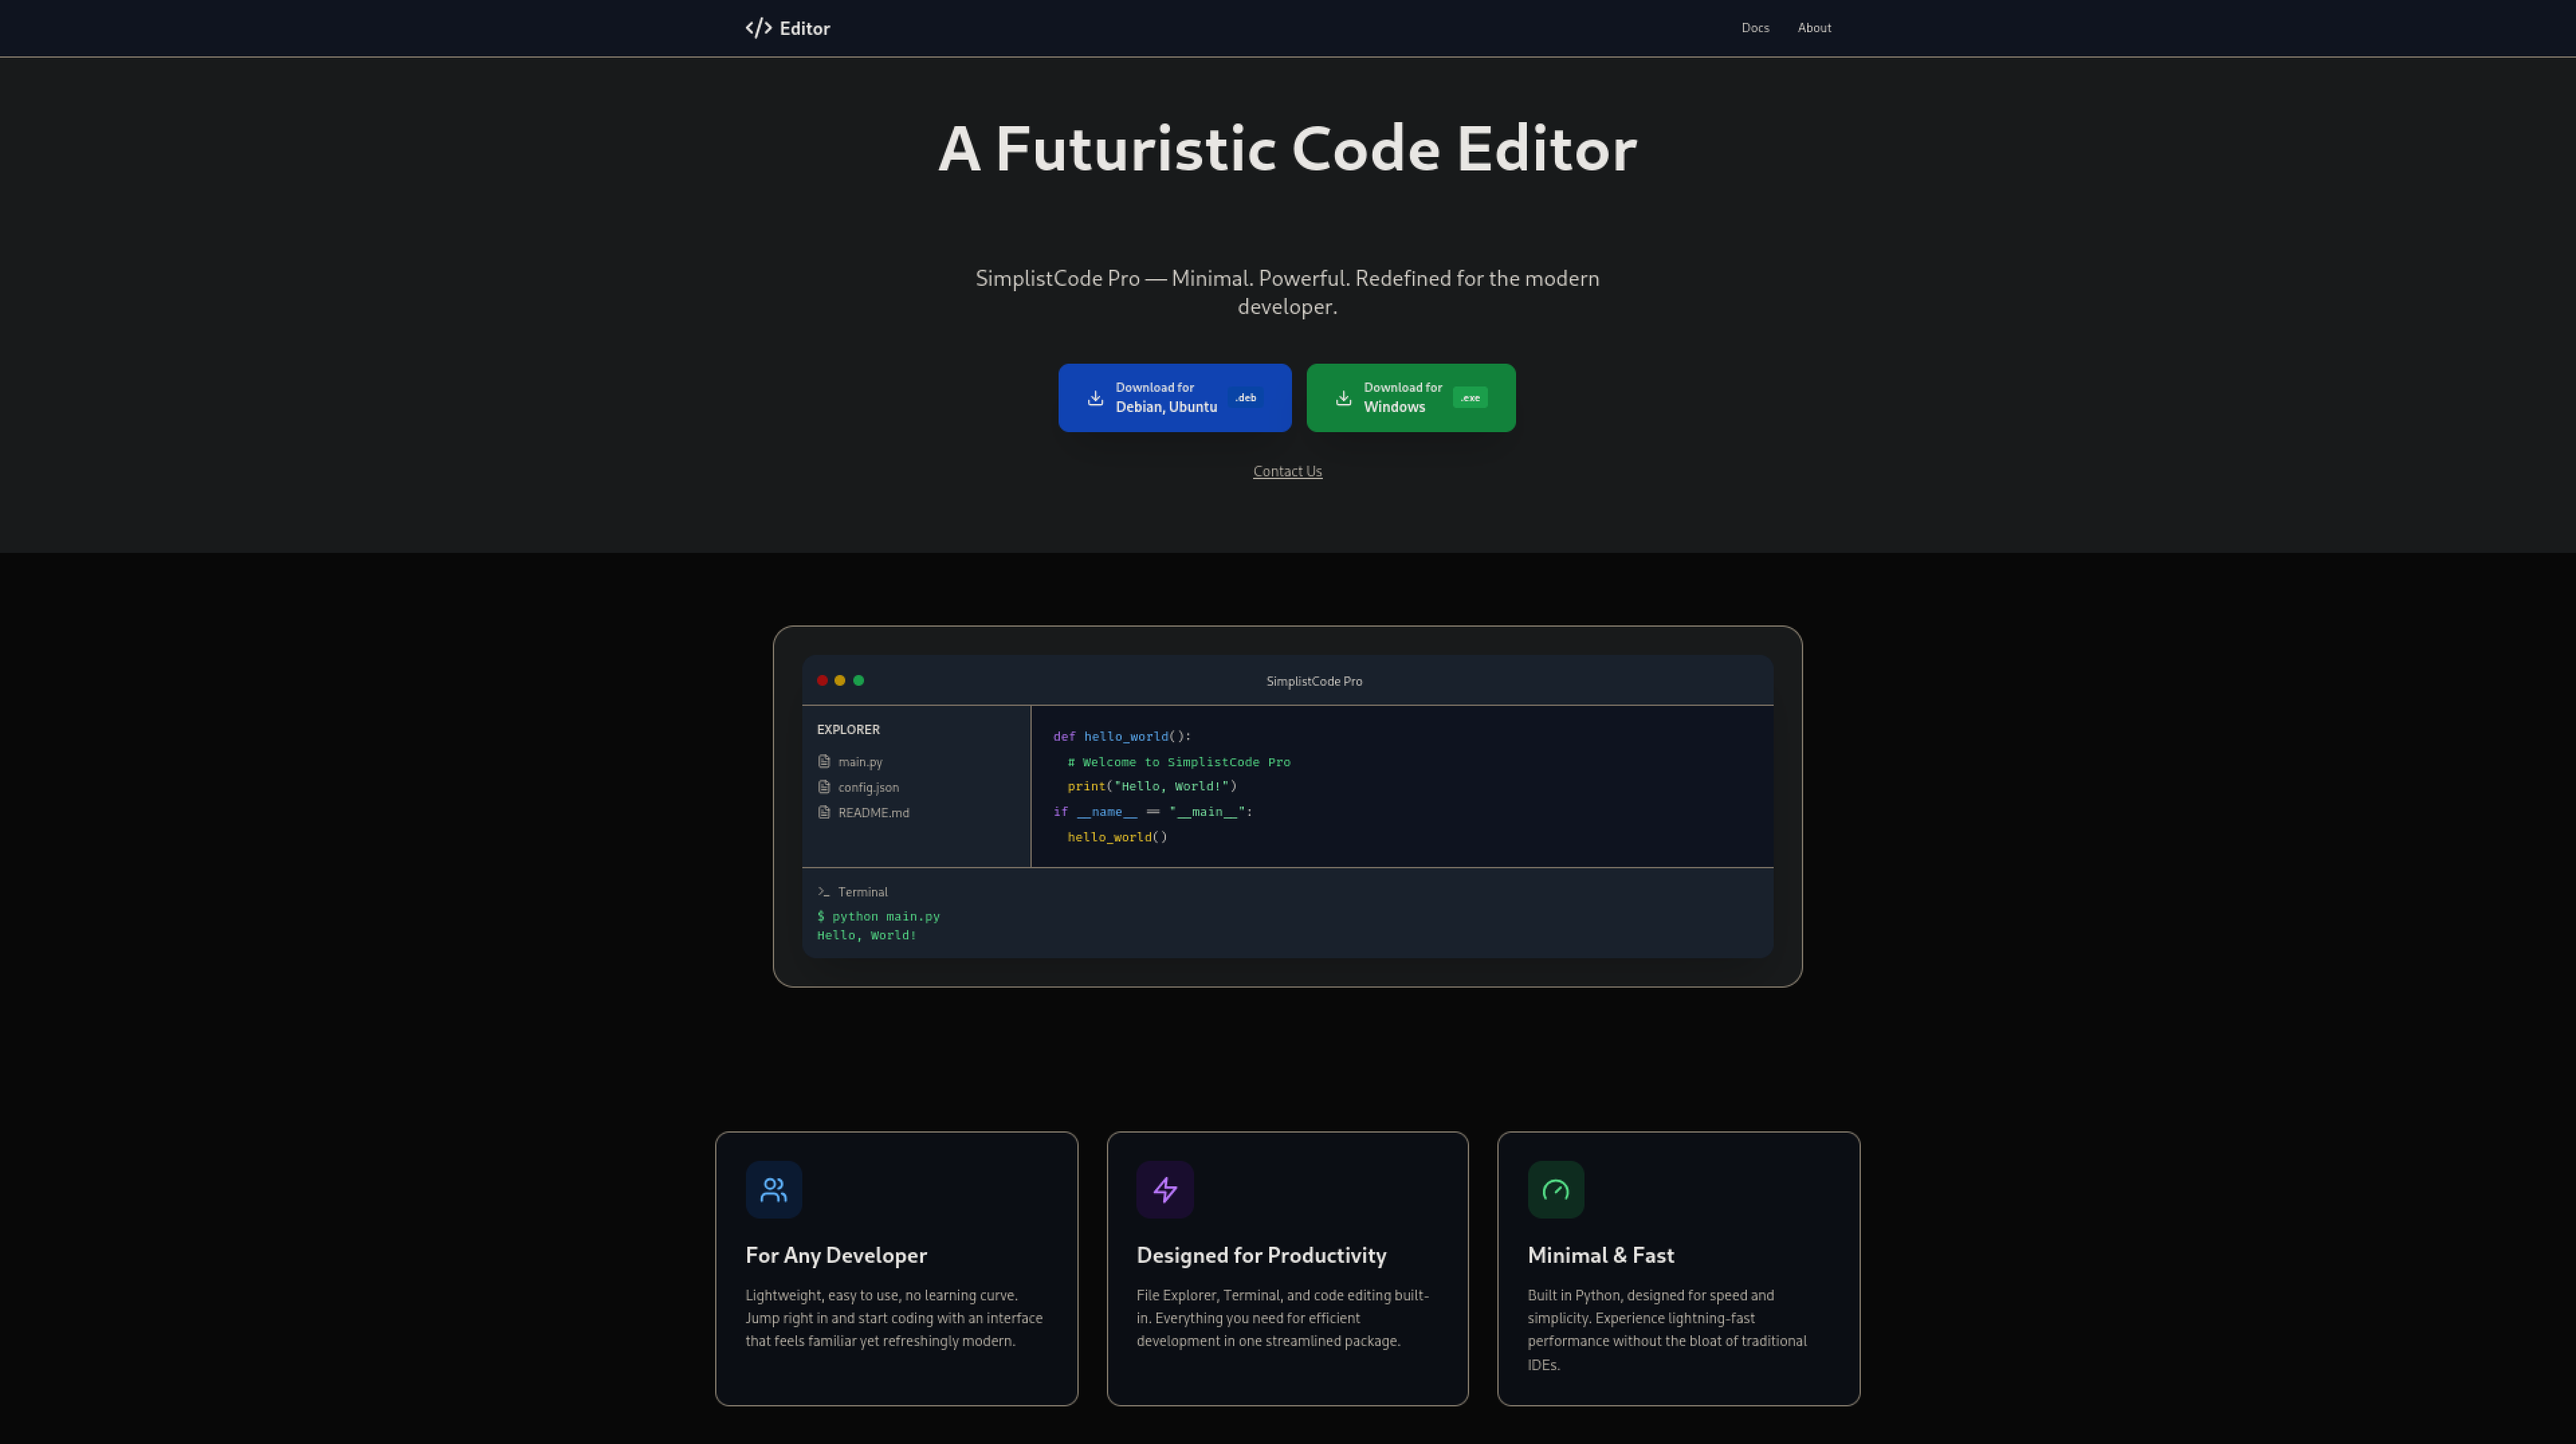 Editor
Docs
About
A Futuristic Code Editor
SimplistCode Pro — Minimal. Powerful. Redefined for the modern
developer.
Download for
Debian, Ubuntu
.deb
Download for
Windows
.exe
Contact Us
SimplistCode Pro
EXPLORER
main.py
config.json
README.md
def hello_world():
# Welcome to SimplistCode Pro
print("Hello, World!")
if __name__ == "__main__":
hello_world()
Terminal
$ python main.py
Hello, World!
For Any Developer
Lightweight, easy to use, no learning curve.
Jump right in and start coding with an interface
that feels familiar yet refreshingly modern.
Designed for Productivity
File Explorer, Terminal, and code editing built-
in. Everything you need for efficient
development in one streamlined package.
Minimal & Fast
Built in Python, designed for speed and
simplicity. Experience lightning-fast
performance without the bloat of traditional
IDEs.